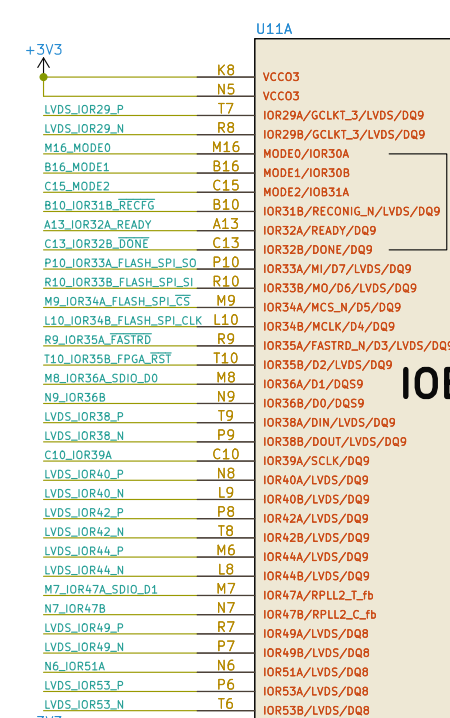 U11A
+3V3
K8 VCCO3
N5 VCCO3
LVDS_IOR29_P T7 IOR29A/GCLKT_3/LVDS/DQ9
LVDS_IOR29_N R8 IOR29B/GCLKT_3/LVDS/DQ9
M16_MODE0 M16 MODE0/IOR30A
B16_MODE1 B16 MODE1/IOR30B
C15_MODE2 C15 MODE2/IOB31A
B10_IOR31B_RECFG B10 IOR31B/RECONIG_N/LVDS/DQ9
A13_IOR32A_READY A13 IOR32A/READY/DQ9
C13_IOR32B_DONE C13 IOR32B/DONE/DQ9
P10_IOR33A_FLASH_SPI_SO P10 IOR33A/MI/D7/LVDS/DQ9
R10_IOR33B_FLASH_SPI_SI R10 IOR33B/MO/D6/LVDS/DQ9
M9_IOR34A_FLASH_SPI_CS M9 IOR34A/MCS_N/D5/DQ9
L10_IOR34B_FLASH_SPI_CLK L10 IOR34B/MCLK/D4/DQ9
R9_IOR35A_FASTRD R9 IOR35A/FASTRD_N/D3/LVDS/DQ9
T10_IOR35B_FPGA_RST T10 IOR35B/D2/LVDS/DQ9
IOB
M8_IOR36A_SDIO_D0 M8 IOR36A/D1/DQS9
N9_IOR36B N9 IOR36B/D0/DQS9
LVDS_IOR38_P T9 IOR38A/DIN/LVDS/DQ9
LVDS_IOR38_N P9 IOR38B/DOUT/LVDS/DQ9
C10_IOR39A C10 IOR39A/SCLK/DQ9
LVDS_IOR40_P N8 IOR40A/LVDS/DQ9
LVDS_IOR40_N L9 IOR40B/LVDS/DQ9
LVDS_IOR42_P P8 IOR42A/LVDS/DQ9
LVDS_IOR42_N T8 IOR42B/LVDS/DQ9
LVDS_IOR44_P M6 IOR44A/LVDS/DQ9
LVDS_IOR44_N L8 IOR44B/LVDS/DQ9
M7_IOR47A_SDIO_D1 M7 IOR47A/RPLL2_T_fb
N7_IOR47B N7 IOR47B/RPLL2_C_fb
LVDS_IOR49_P R7 IOR49A/LVDS/DQ8
LVDS_IOR49_N P7 IOR49B/LVDS/DQ8
N6_IOR51A N6 IOR51A/LVDS/DQ8
LVDS_IOR53_P P6 IOR53A/LVDS/DQ8
LVDS_IOR53_N T6 IOR53B/LVDS/DQ8